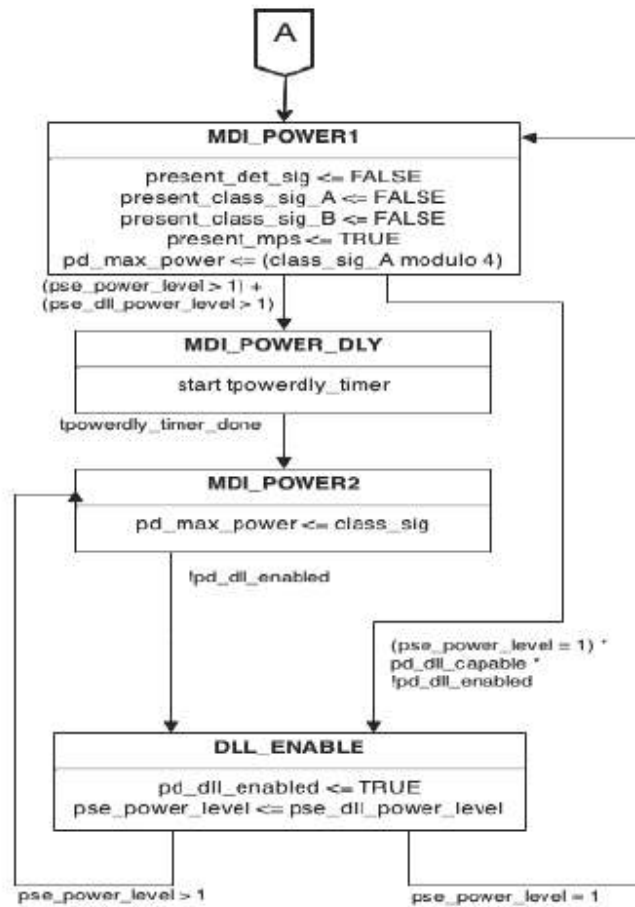 A
MDI_POWER1
present_det_sig <= FALSE
present_class_sig_A <= FALSE
present_class_sig_B <= FALSE
present_mps <= TRUE
pd_max_power <= (class_sig_A modulo 4)
(pse_power_level > 1) +
(pse_dll_power_level > 1)
MDI_POWER_DLY
start tpowerdly_timer
tpowerdly_timer_done
MDI_POWER2
pd_max_power <= class_sig
!pd_dll_enabled
(pse_power_level = 1) *
pd_dll_capable *
!pd_dll_enabled
DLL_ENABLE
pd_dll_enabled <= TRUE
pse_power_level <= pse_dll_power_level
pse_power_level > 1
pse_power_level = 1